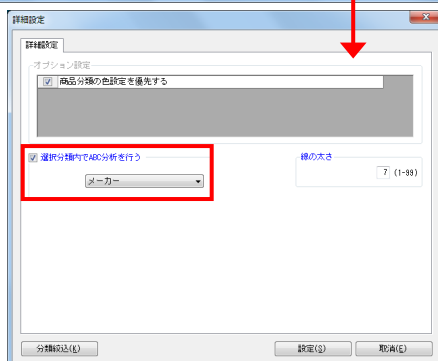 詳細設定
詳細設定
オプション設定
商品分類の色設定を優先する
選択分類内でABC分析を行う
メーカー
線の太さ
7 (1-99)
分類絞込(K)
設定(S)
取消(E)